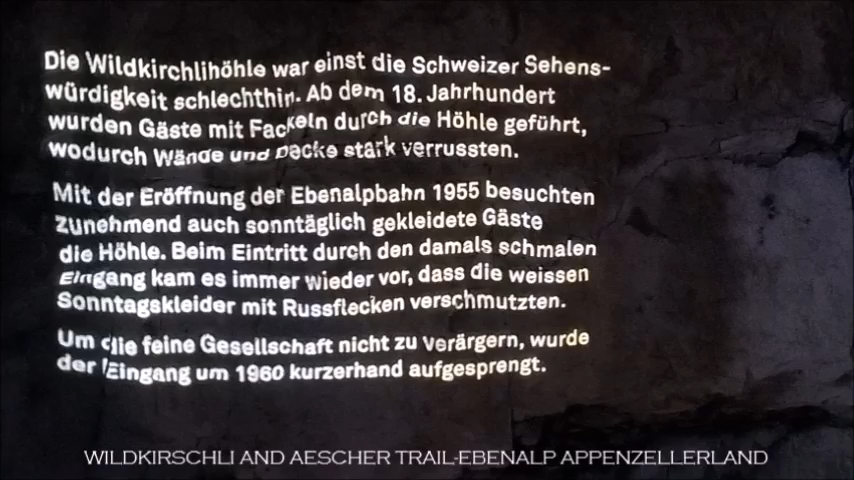 Die Wildkirchlihöhle war einst die Schweizer Sehens-
würdigkeit schlechthin. Ab dem 18. Jahrhundert
wurden Gäste mit Fackeln durch die Höhle geführt,
wodurch Wände und Decke stark verrussten.
Mit der Eröffnung der Ebenalpbahn 1955 besuchten
zunehmend auch sonntäglich gekleidete Gäste
die Höhle. Beim Eintritt durch den damals schmalen
Eingang kam es immer wieder vor, dass die weissen
Sonntagskleider mit Russflecken verschmutzten.
Um die feine Gesellschaft nicht zu verärgern, wurde
der Eingang um 1960 kurzerhand aufgesprengt.
WILDKIRSCHLI AND AESCHER TRAIL-EBENALP APPENZELLERLAND